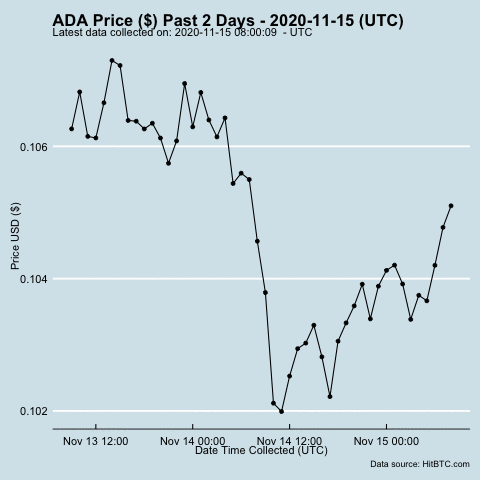 ADA Price ($) Past 2 Days - 2020-11-15 (UTC)
Latest data collected on: 2020-11-15 08:00:09 - UTC
0.106
0.104
0.102
Price USD ($)
Nov 13 12:00 Nov 14 00:00 Nov 14 12:00 Nov 15 00:00
Date Time Collected (UTC)
Data source: HitBTC.com